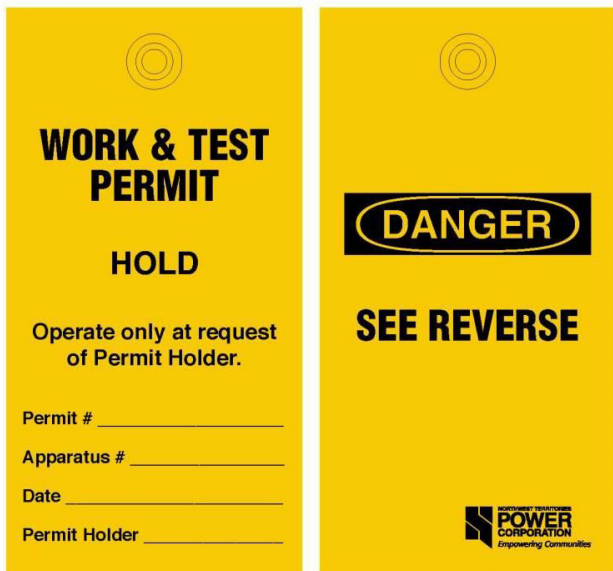 WORK & TEST
PERMIT
HOLD
Operate only at request
of Permit Holder.
Permit #
Apparatus #
Date
Permit Holder
DANGER
SEE REVERSE
NORTHWEST TERRITORIES
POWER
CORPORATION
Empowering Communities